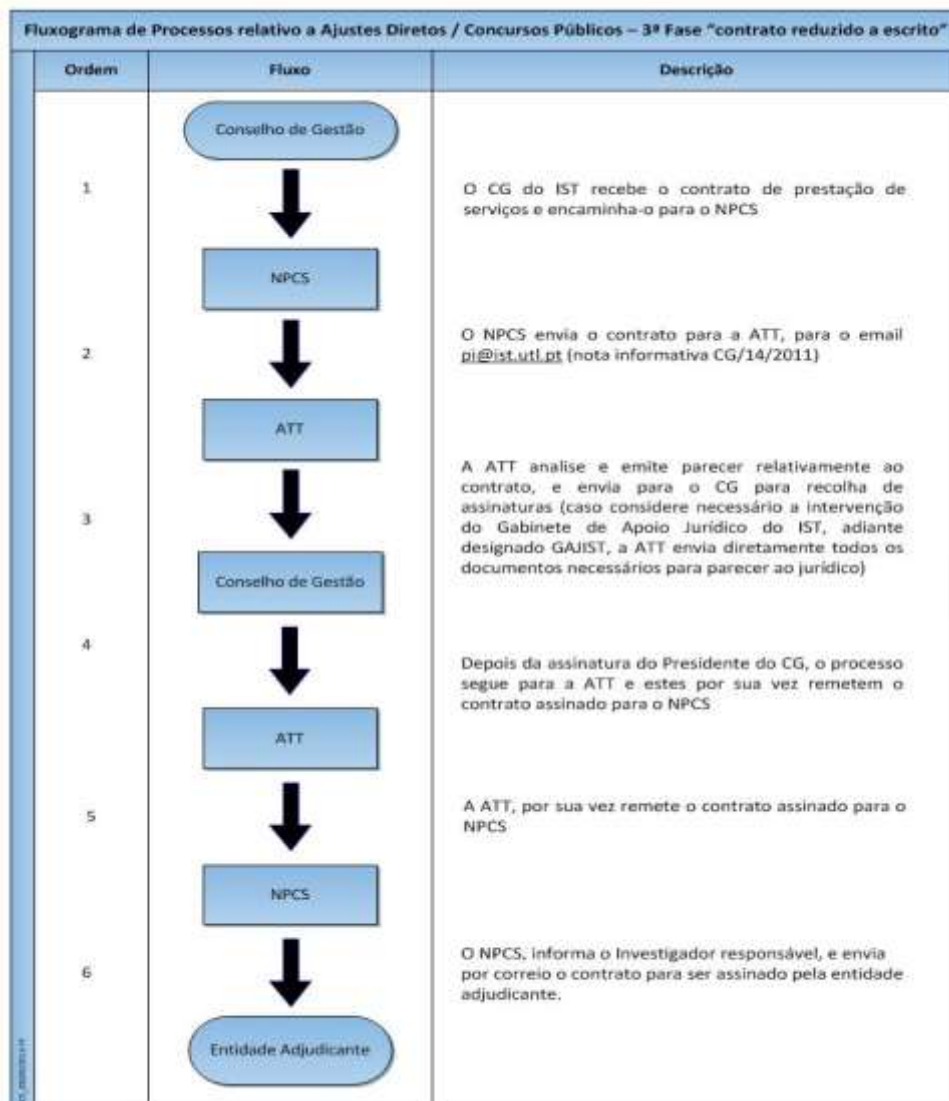 Fluxograma de Processos relativo a Ajustes Diretos / Concursos Públicos – 3ª Fase "contrato reduzido a escrito"
Ordem Fluxo Descrição
Conselho de Gestão
1
O CG do IST recebe o contrato de prestação de
serviços e encaminha-o para o NPCS
NPCS
2
O NPCS envia o contrato para a ATT, para o email
pi@ist.utl.pt (nota informativa CG/14/2011)
ATT
3
A ATT analise e emite parecer relativamente ao
contrato, e envia para o CG para recolha de
assinaturas (caso considere necessário a intervenção
do Gabinete de Apoio Jurídico do IST, adiante
designado GAJIST, a ATT envia diretamente todos os
documentos necessários para parecer ao jurídico)
Conselho de Gestão
4
Depois da assinatura do Presidente do CG, o processo
segue para a ATT e estes por sua vez remetem o
contrato assinado para o NPCS
ATT
5
A ATT, por sua vez remete o contrato assinado para o
NPCS
NPCS
6
O NPCS, informa o Investigador responsável, e envia
por correio o contrato para ser assinado pela entidade
adjudicante.
Entidade Adjudicante